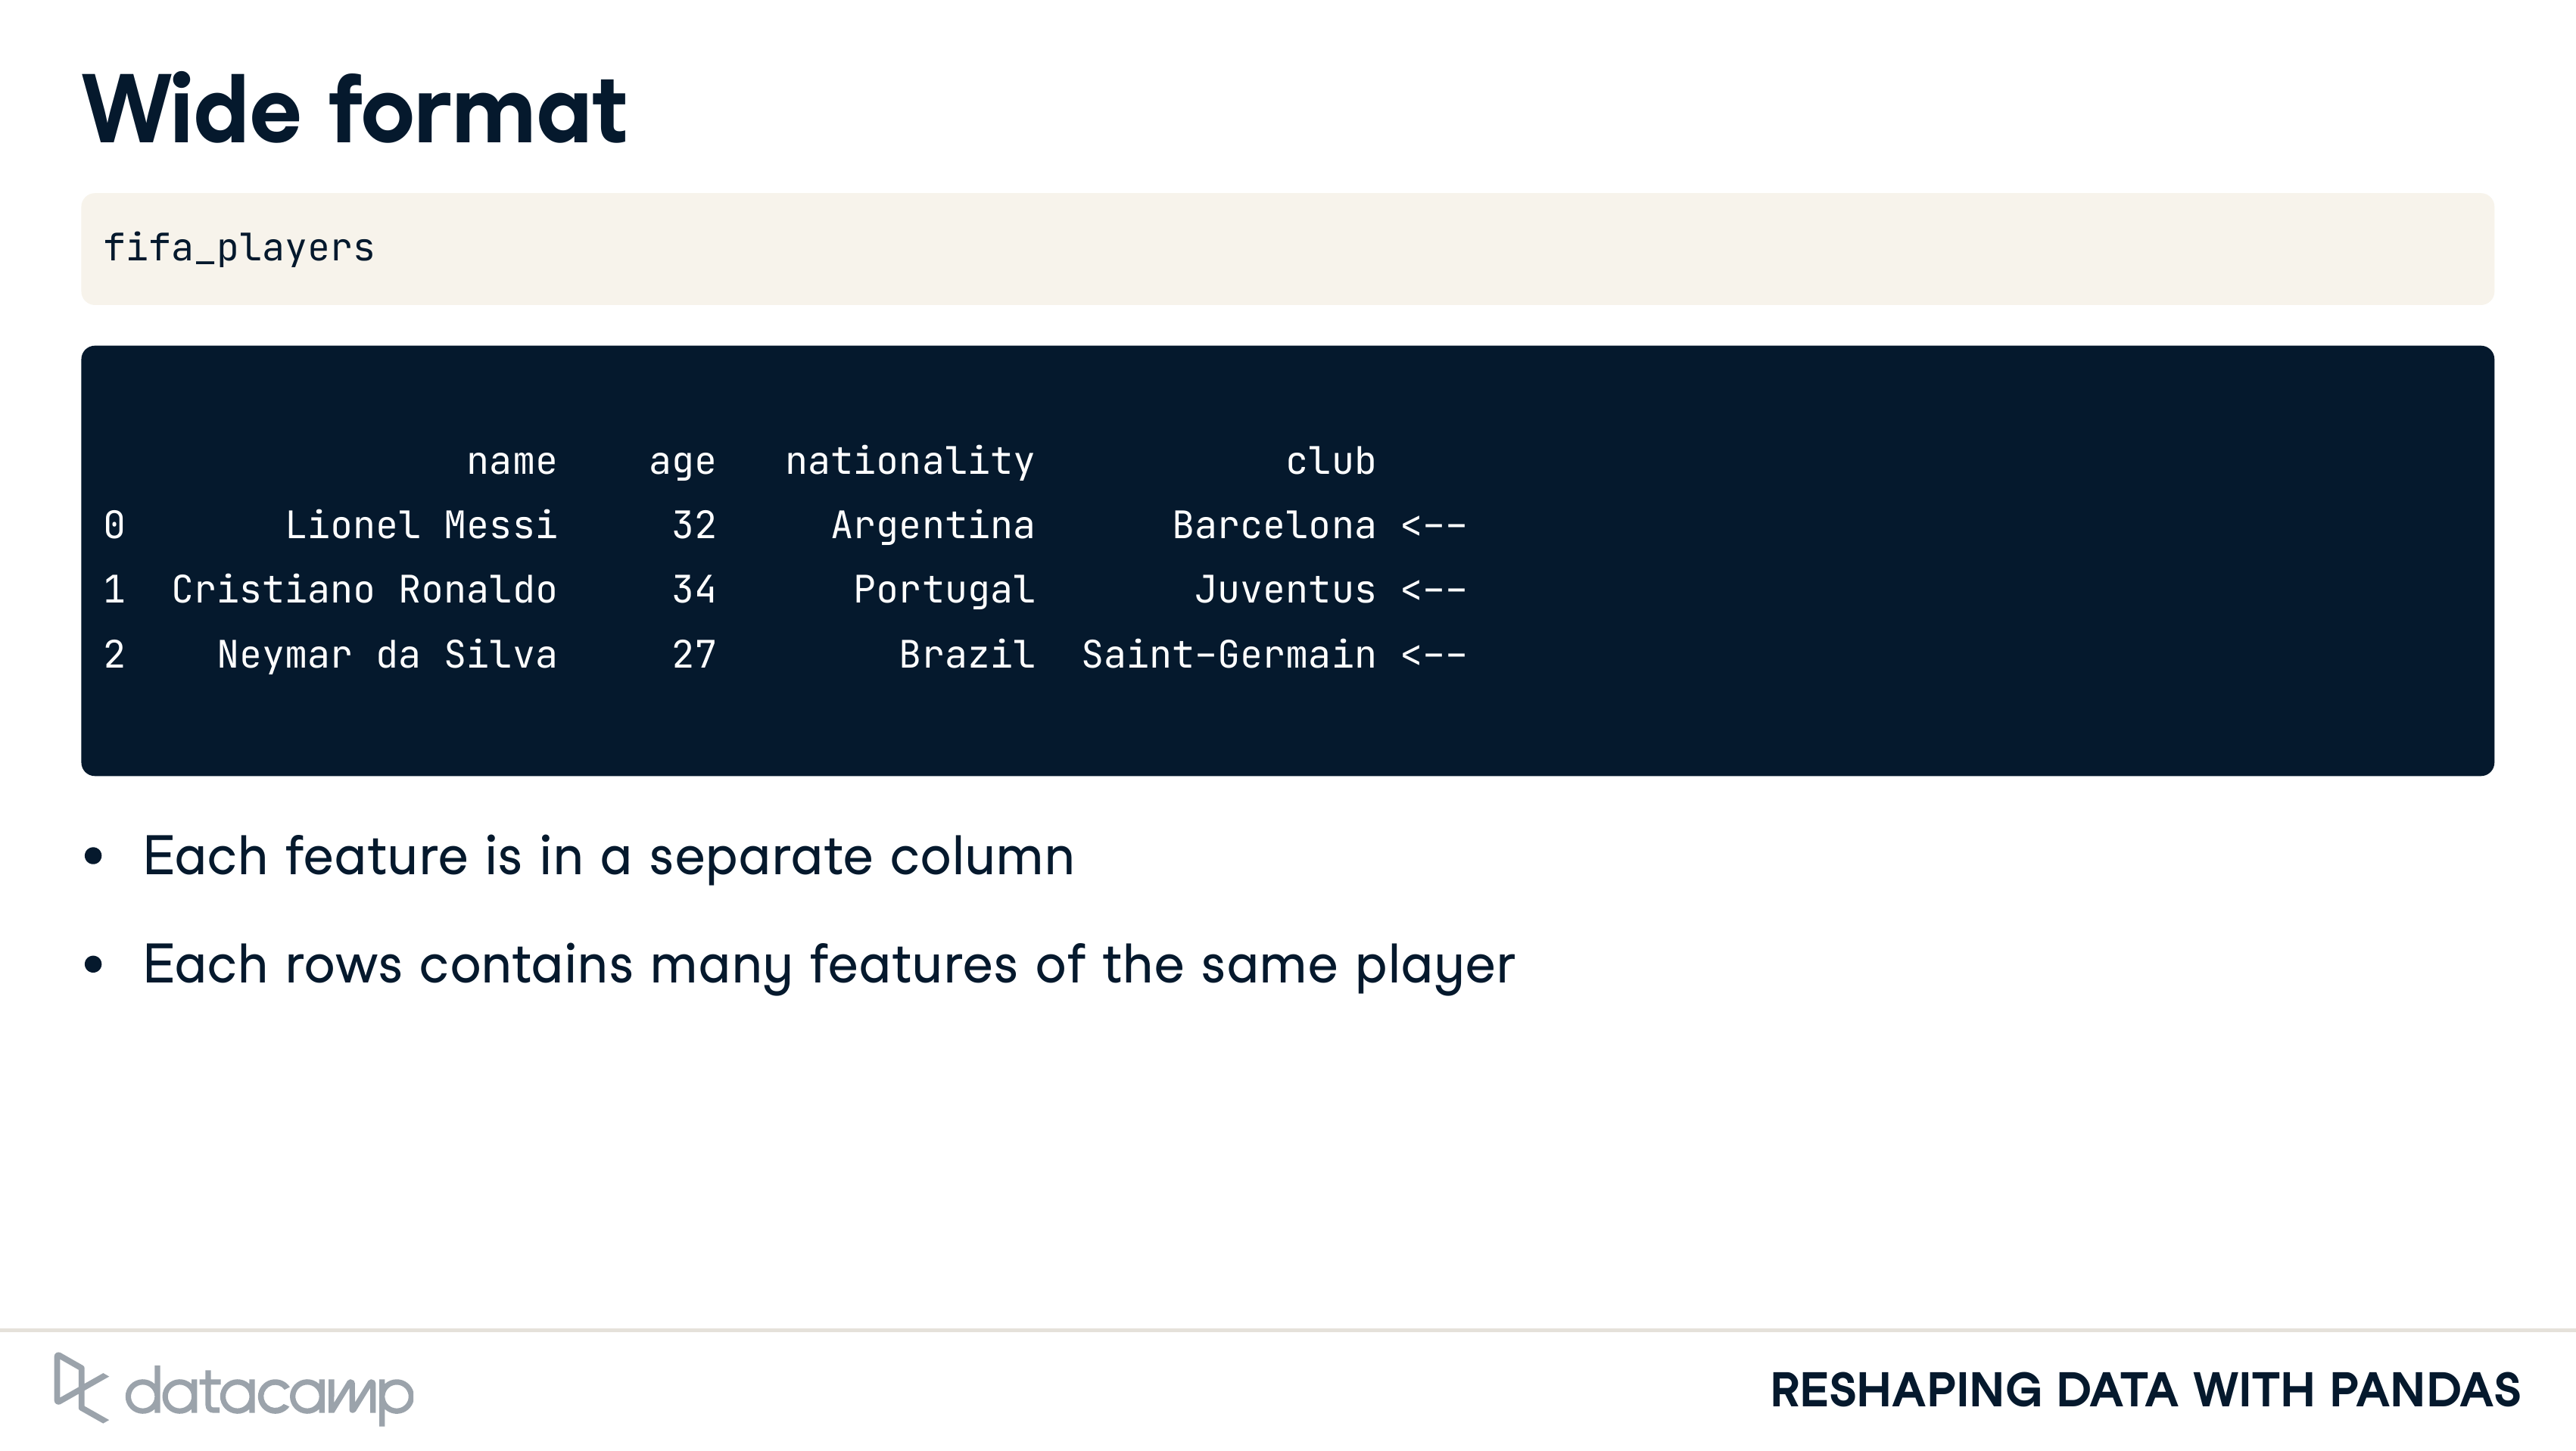 Wide format
fifa_players
name age nationality club
0 Lionel Messi 32 Argentina Barcelona <--
1 Cristiano Ronaldo 34 Portugal Juventus <--
2 Neymar da Silva 27 Brazil Saint-Germain <--
• Each feature is in a separate column
• Each rows contains many features of the same player
datacamp
RESHAPING DATA WITH PANDAS